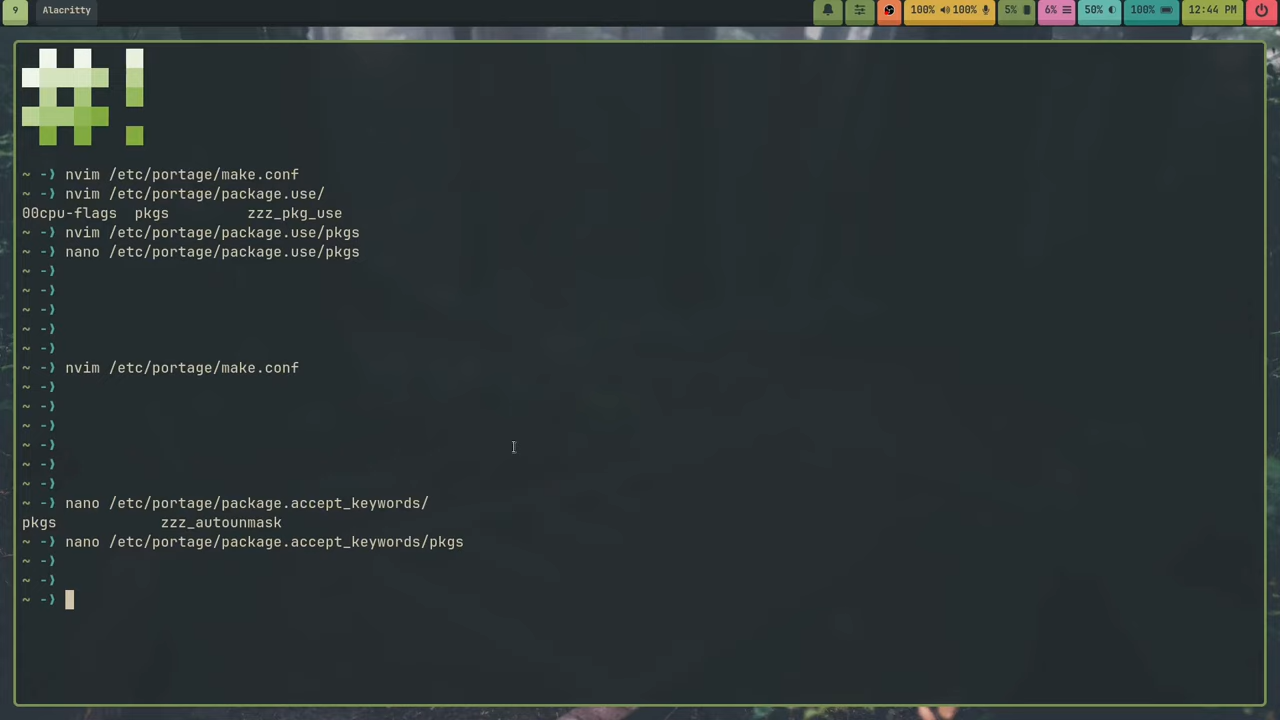 9 Alacritty 100% 100% 5% 6% 50% 100% 12:44 PM
#!
~ -) nvim /etc/portage/make.conf
~ -) nvim /etc/portage/package.use/
00cpu-flags pkgs zzz_pkg_use
~ -) nvim /etc/portage/package.use/pkgs
~ -) nano /etc/portage/package.use/pkgs
~ -)
~ -)
~ -)
~ -)
~ -)
~ -) nvim /etc/portage/make.conf
~ -)
~ -)
~ -)
~ -)
~ -)
~ -)
~ -) nano /etc/portage/package.accept_keywords/
pkgs zzz_autounmask
~ -) nano /etc/portage/package.accept_keywords/pkgs
~ -)
~ -)
~ -)